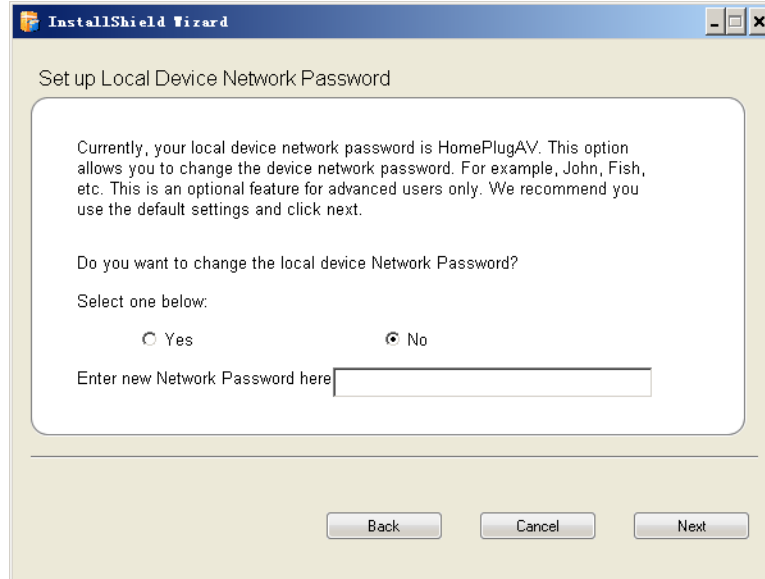 InstallShield Wizard
Set up Local Device Network Password
Currently, your local device network password is HomePlugAV. This option
allows you to change the device network password. For example, John, Fish,
etc. This is an optional feature for advanced users only. We recommend you
use the default settings and click next.
Do you want to change the local device Network Password?
Select one below:
Yes No
Enter new Network Password here
Back Cancel Next